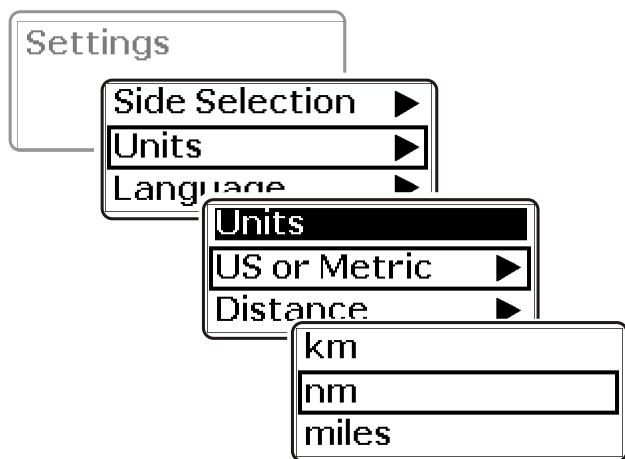 Settings
Side Selection
Units
Language
Units
US or Metric
Distance
km
nm
miles